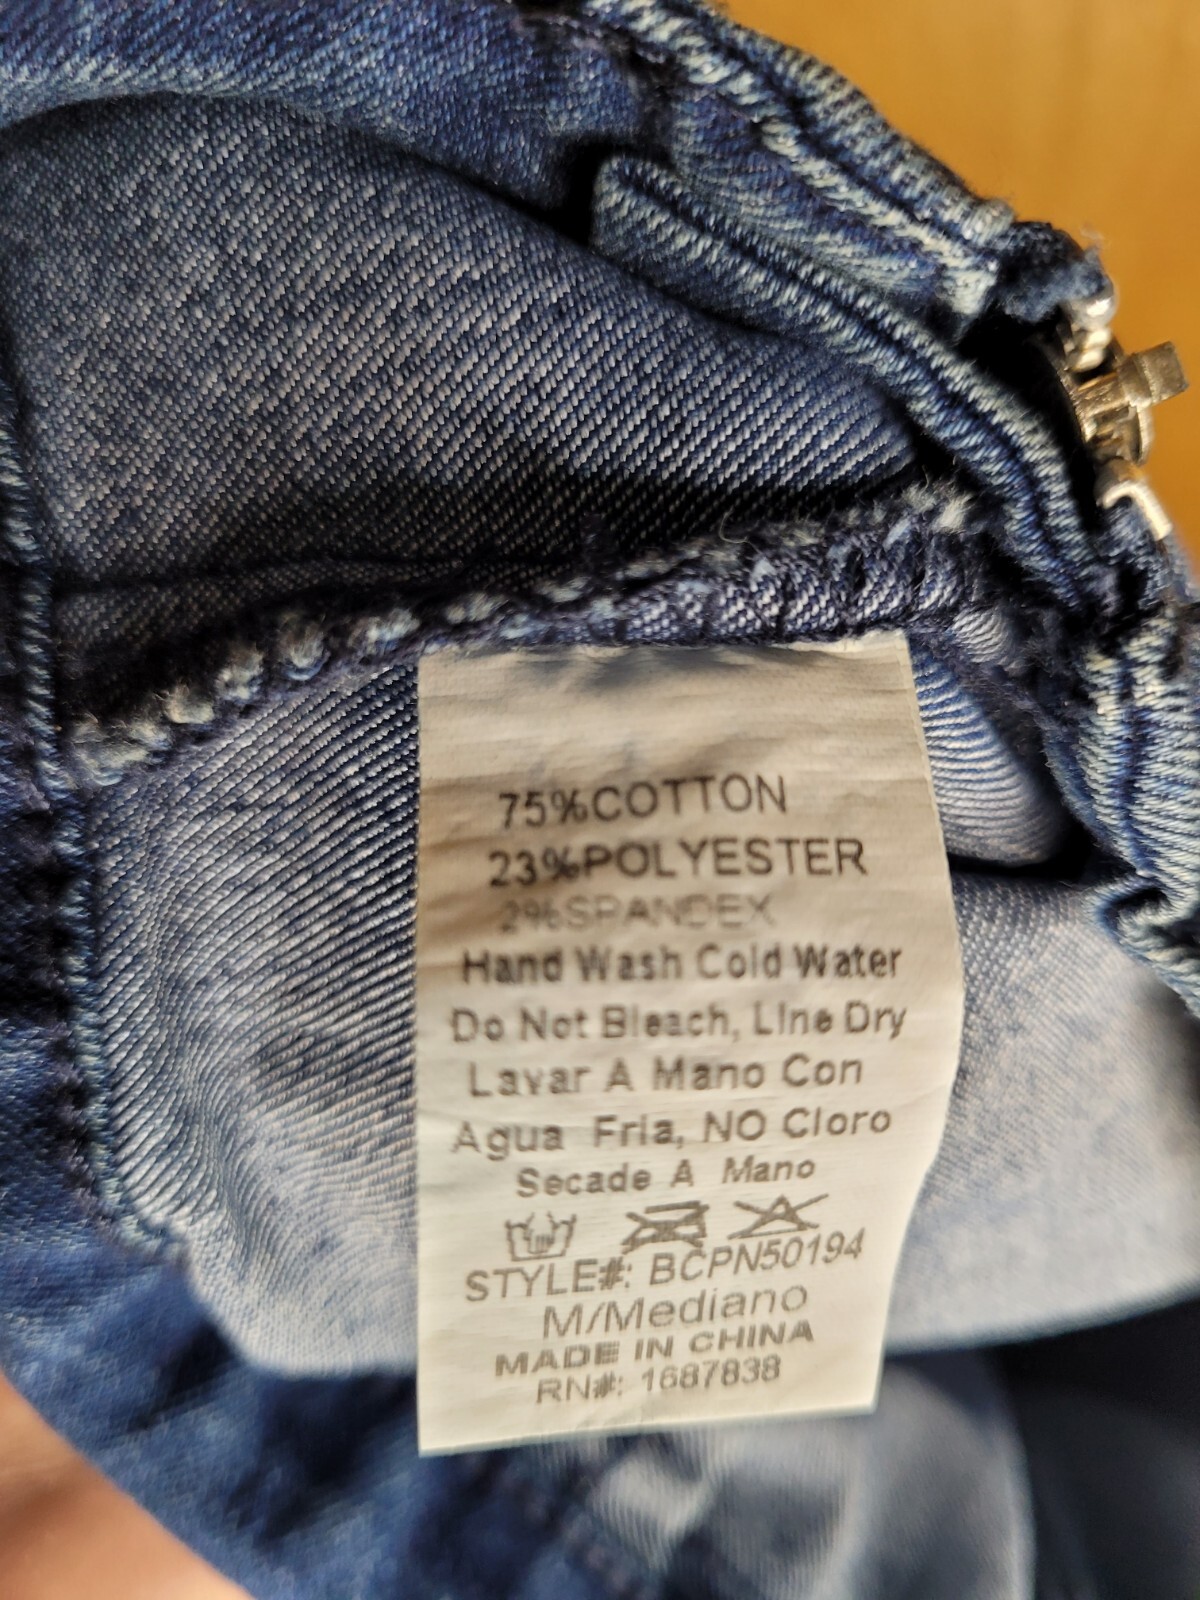 75%COTTON
23%POLYESTER
2%SPANDEX
Hand Wash Cold Water
Do Not Bleach, Line Dry
Lavar A Mano Con
Agua Fria, NO Cloro
Secade A Mano
STYLE#: BCPN50194
M/Mediano
MADE IN CHINA
RN#: 1687838